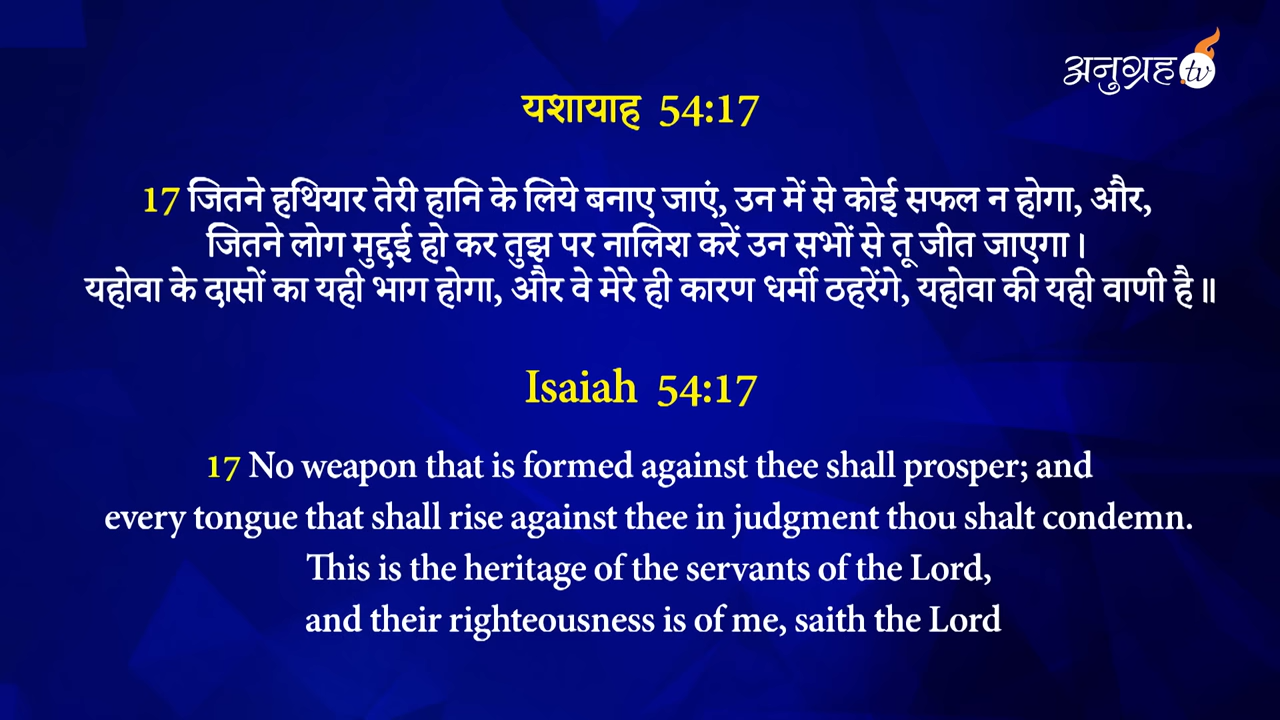 अनुग्रह tv
यशायाह 54:17
17 जितने हथियार तेरी हानि के लिये बनाए जाएं, उन में से कोई सफल न होगा, और,
जितने लोग मुद्दई हो कर तुझ पर नालिश करें उन सभों से तू जीत जाएगा।
यहोवा के दासों का यही भाग होगा, और वे मेरे ही कारण धर्मी ठहरेंगे, यहोवा की यही वाणी है॥
Isaiah 54:17
17 No weapon that is formed against thee shall prosper; and
every tongue that shall rise against thee in judgment thou shalt condemn.
This is the heritage of the servants of the Lord,
and their righteousness is of me, saith the Lord